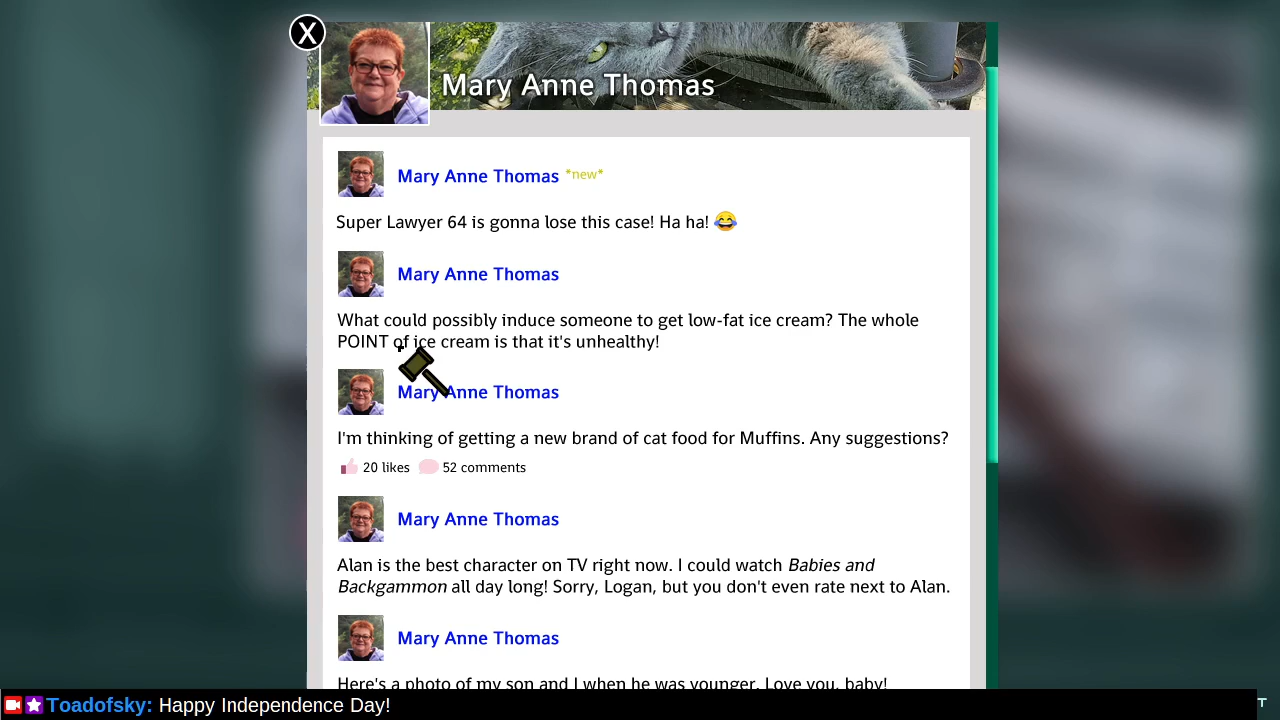 X
Mary Anne Thomas
Mary Anne Thomas *new*
Super Lawyer 64 is gonna lose this case! Ha ha! 😂
Mary Anne Thomas
What could possibly induce someone to get low-fat ice cream? The whole
POINT of ice cream is that it's unhealthy!
Mary Anne Thomas
I'm thinking of getting a new brand of cat food for Muffins. Any suggestions?
20 likes 52 comments
Mary Anne Thomas
Alan is the best character on TV right now. I could watch Babies and
Backgammon all day long! Sorry, Logan, but you don't even rate next to Alan.
Mary Anne Thomas
Here's a photo of my son and I when he was younger. Love you, baby!
Toadofsky: Happy Independence Day!
T